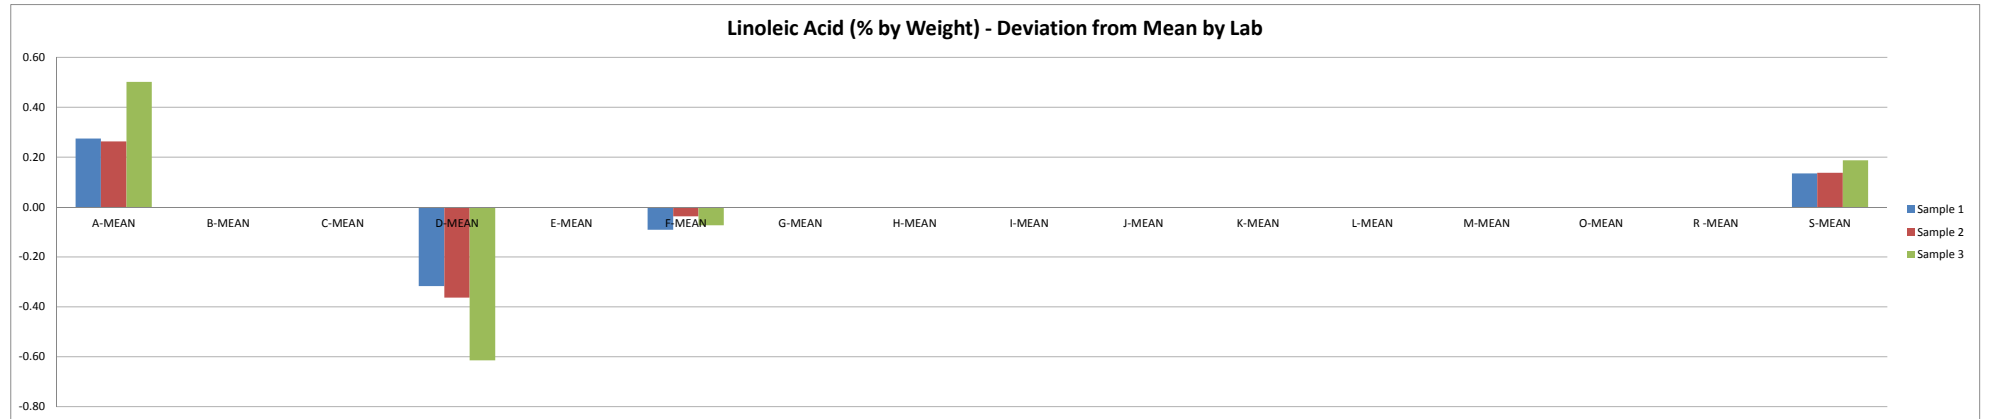 Linoleic Acid (% by Weight) - Deviation from Mean by Lab
0.60
0.40
0.20
0.00
A-MEAN B-MEAN C-MEAN D-MEAN E-MEAN F-MEAN G-MEAN H-MEAN I-MEAN J-MEAN K-MEAN L-MEAN M-MEAN O-MEAN R -MEAN S-MEAN
-0.20
-0.40
-0.60
-0.80
Sample 1
Sample 2
Sample 3